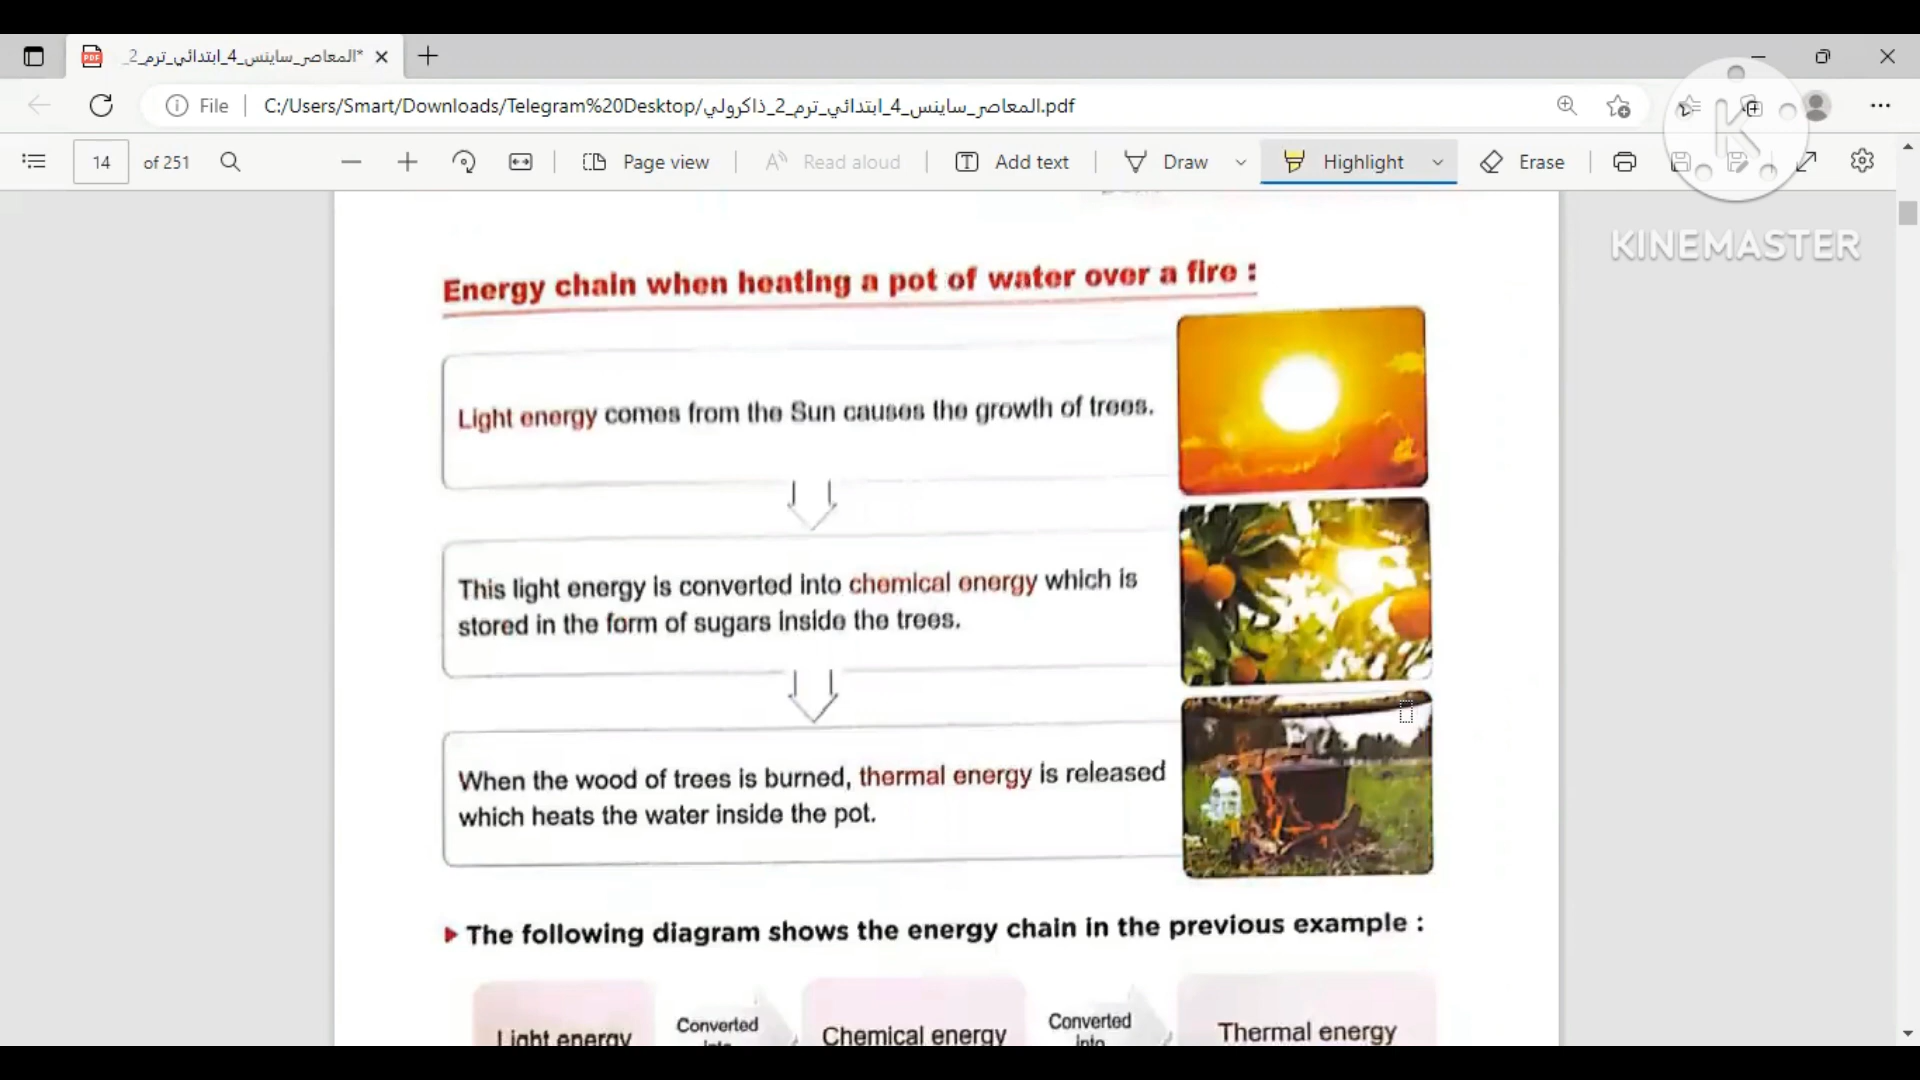 المعاصر_ساينس_4_ابتدائي_ترم_2_*
File
C:/Users/Smart/Downloads/Telegram%20Desktop/المعاصر_ساينس_4_ابتدائي_ترم_2_ذاكرولي.pdf
14 of 251
Page view
Read aloud
Add text
Draw
Highlight
Erase
K
KINEMASTER
Energy chain when heating a pot of water over a fire :
Light energy comes from the Sun causes the growth of trees.
This light energy is converted into chemical energy which is
stored in the form of sugars inside the trees.
When the wood of trees is burned, thermal energy is released
which heats the water inside the pot.
The following diagram shows the energy chain in the previous example :
Light energy
Converted
into
Chemical energy
Converted
into
Thermal energy